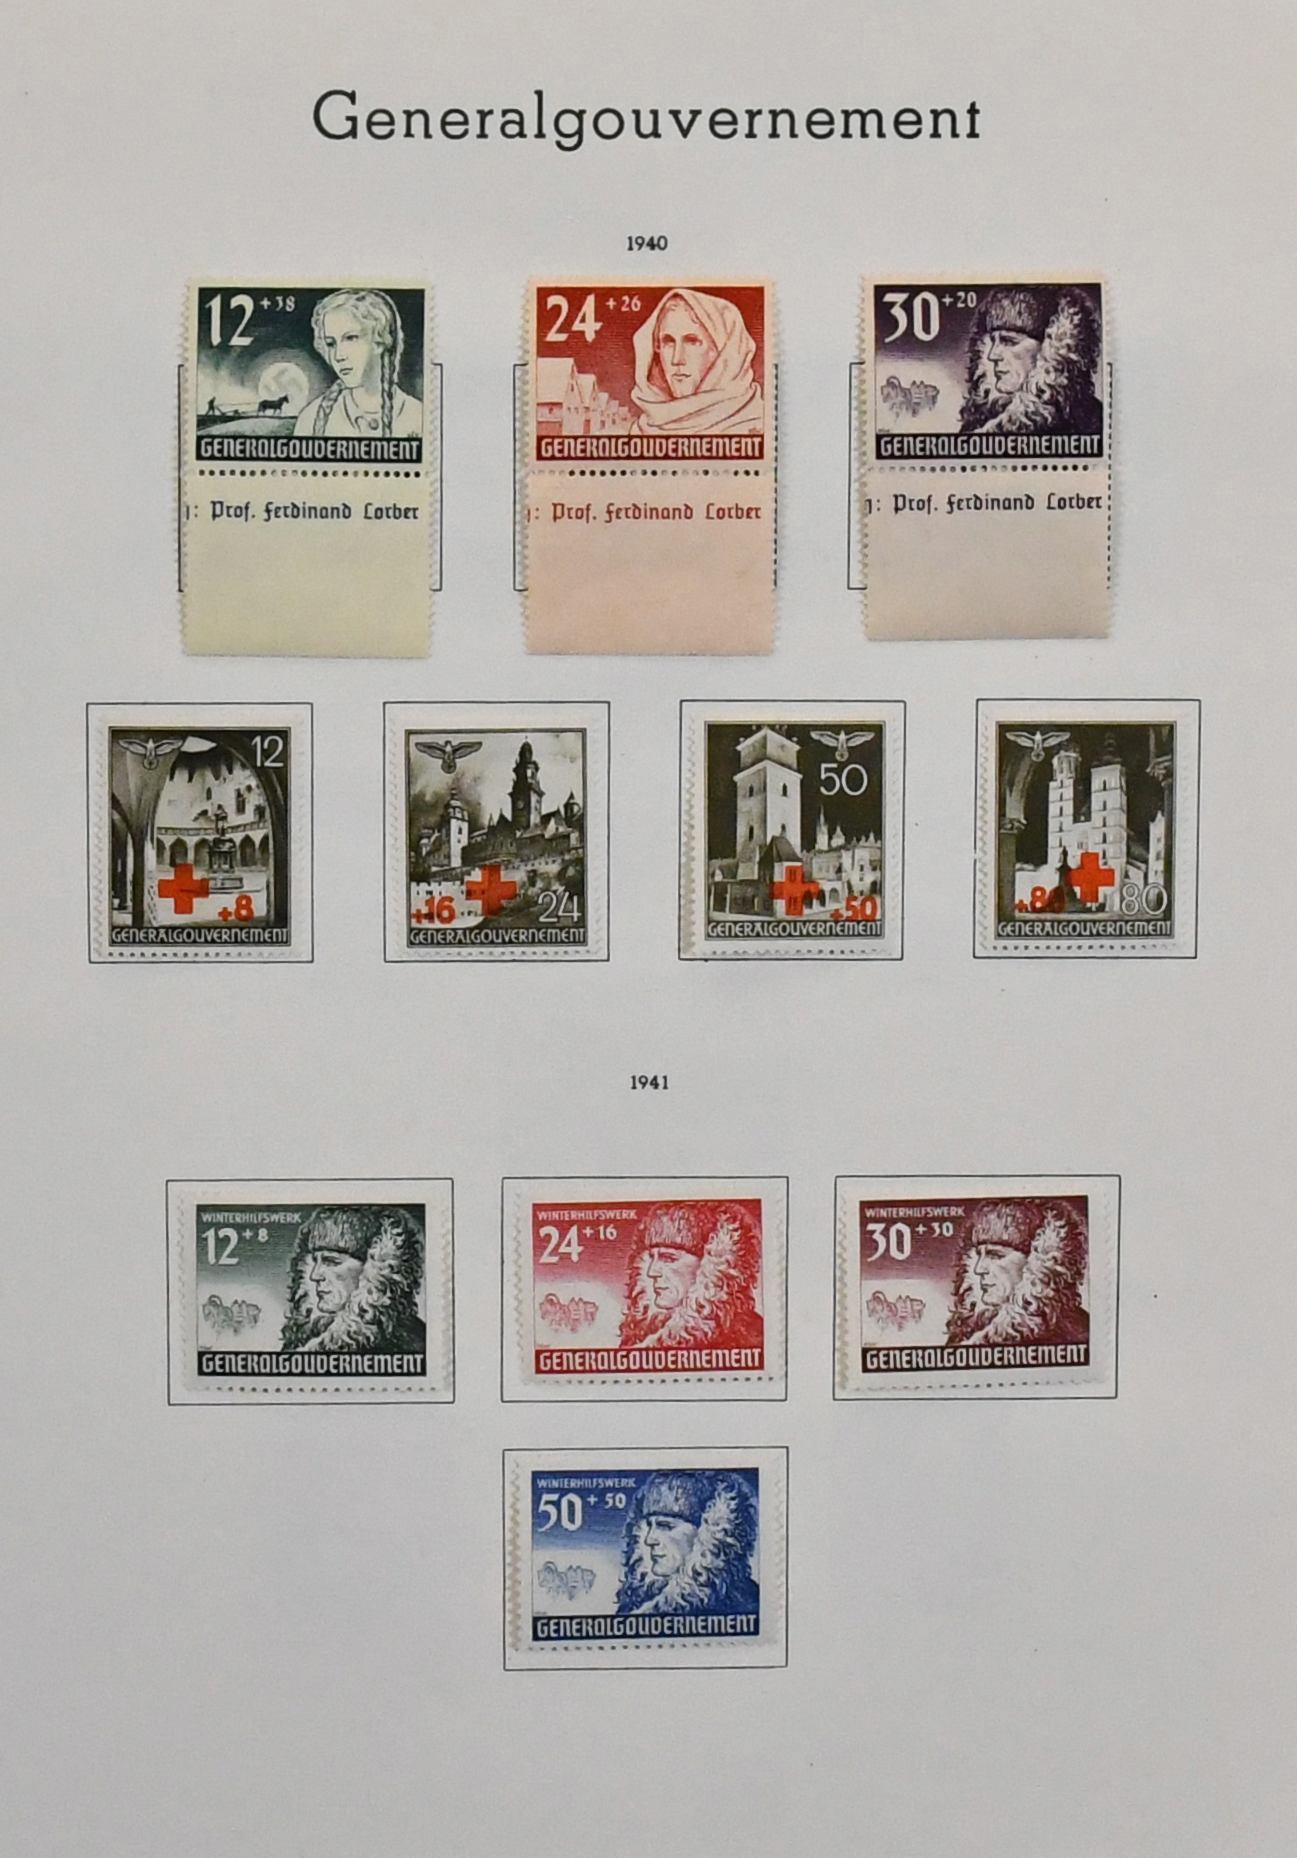 Generalgouvernement
1940
12 +38
GENERALGOUVERNEMENT
: Prof. Ferdinand Lorber
24 +26
GENERALGOUVERNEMENT
: Prof. Ferdinand Lorber
30 +20
GENERALGOUVERNEMENT
: Prof. Ferdinand Lorber
12
+8
GENERALGOUVERNEMENT
+16
24
GENERALGOUVERNEMENT
50
+50
GENERALGOUVERNEMENT
+80
80
GENERALGOUVERNEMENT
1941
WINTERHILFSWERK
12 +8
GENERALGOUVERNEMENT
WINTERHILFSWERK
24 +16
GENERALGOUVERNEMENT
WINTERHILFSWERK
30 +30
GENERALGOUVERNEMENT
WINTERHILFSWERK
50 +50
GENERALGOUVERNEMENT